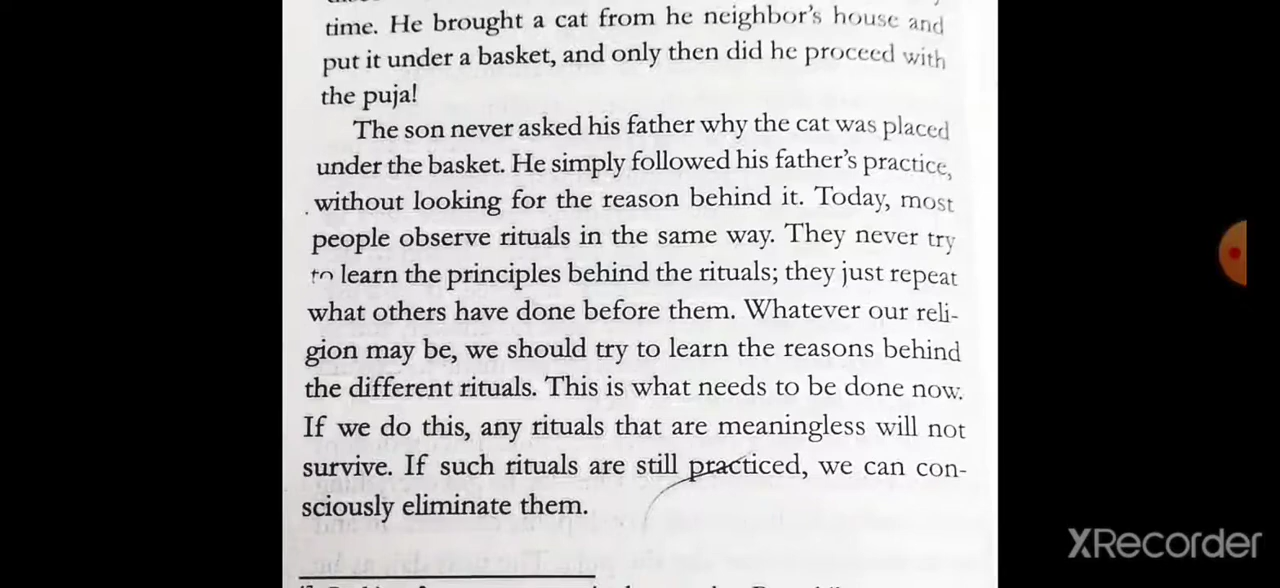 time. He brought a cat from he neighbor's house and
put it under a basket, and only then did he proceed with
the puja!
The son never asked his father why the cat was placed
under the basket. He simply followed his father's practice,
without looking for the reason behind it. Today, most
people observe rituals in the same way. They never try
to learn the principles behind the rituals; they just repeat
what others have done before them. Whatever our reli-
gion may be, we should try to learn the reasons behind
the different rituals. This is what needs to be done now.
If we do this, any rituals that are meaningless will not
survive. If such rituals are still practiced, we can con-
sciously eliminate them.
XRecorder